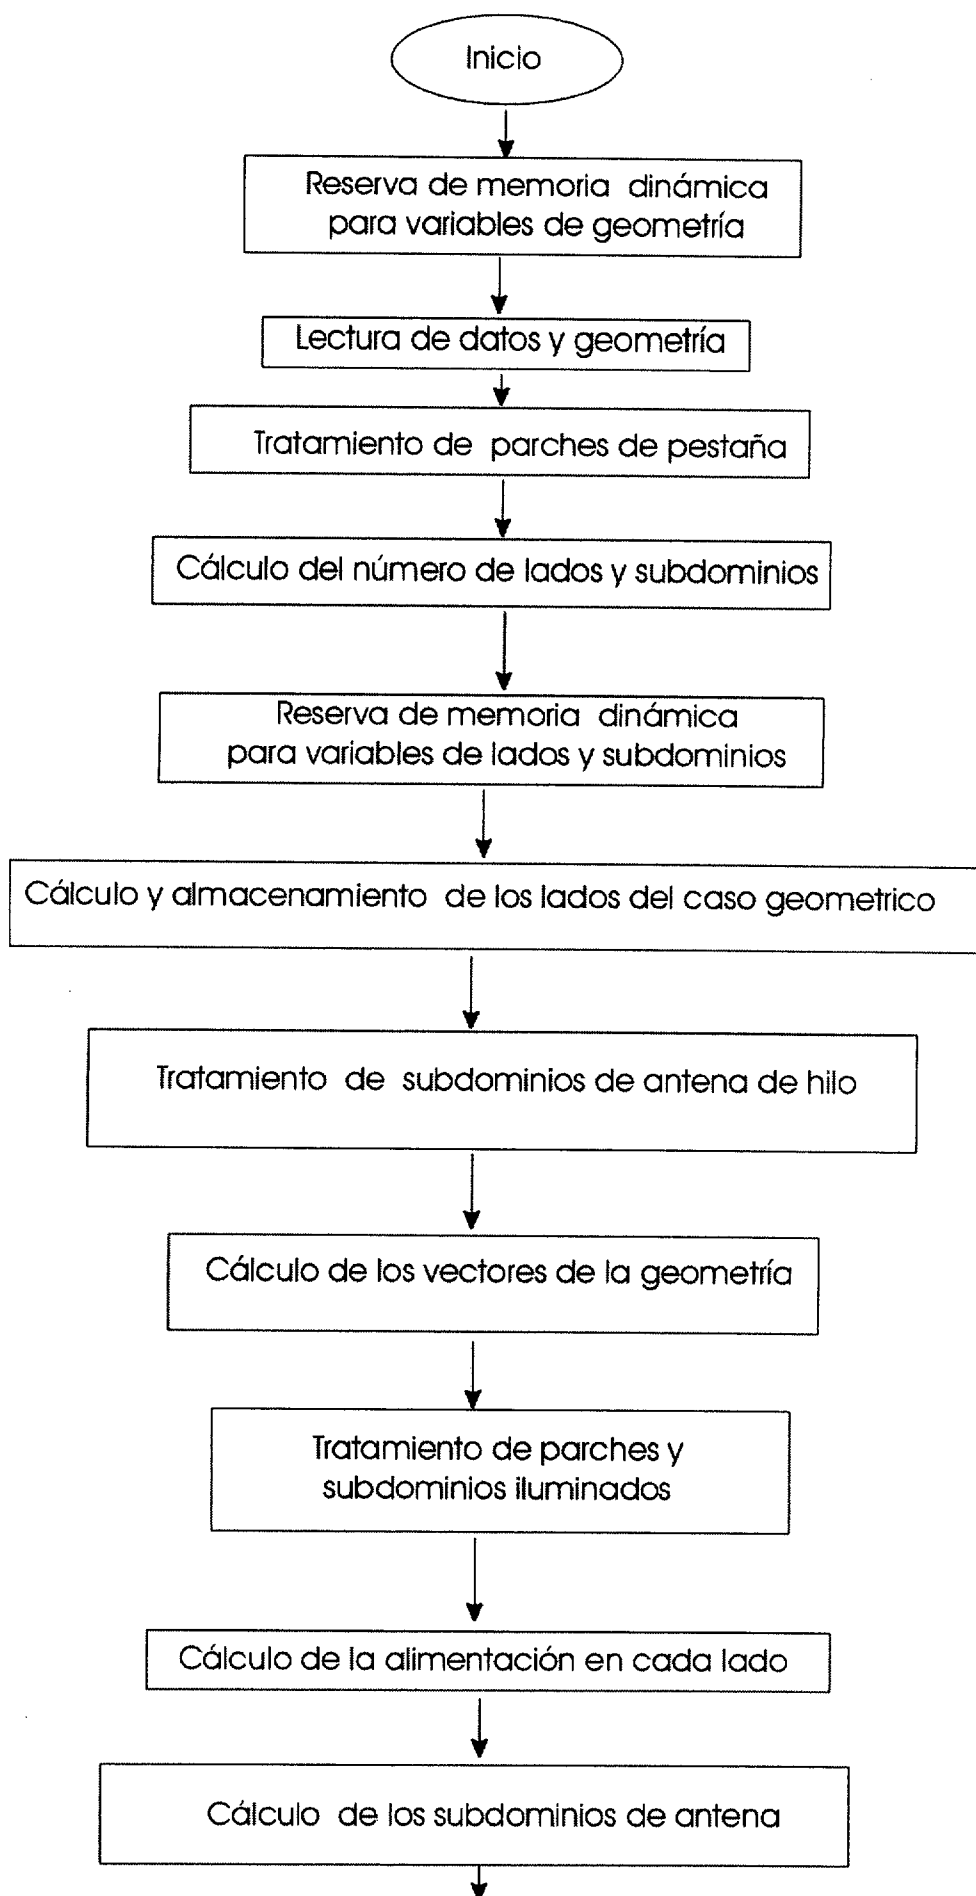 Inicio
Reserva de memoria dinámica
para variables de geometría
Lectura de datos y geometría
Tratamiento de parches de pestaña
Cálculo del número de lados y subdominios
Reserva de memoria dinámica
para variables de lados y subdominios
Cálculo y almacenamiento de los lados del caso geometrico
Tratamiento de subdominios de antena de hilo
Cálculo de los vectores de la geometría
Tratamiento de parches y
subdominios iluminados
Cálculo de la alimentación en cada lado
Cálculo de los subdominios de antena